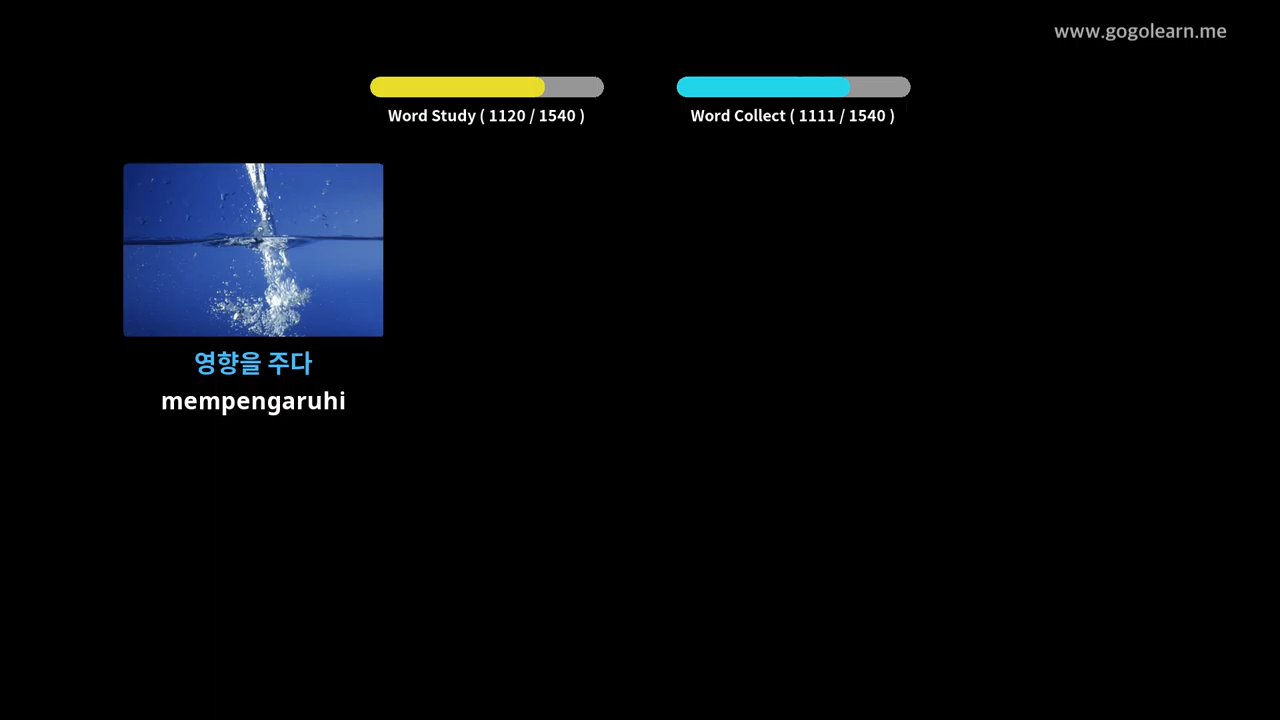 www.gogolearn.me
Word Study ( 1120 / 1540 )
Word Collect ( 1111 / 1540 )
영향을 주다
mempengaruhi